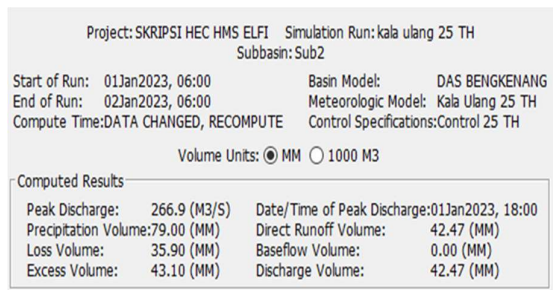 Project: SKRIPSI HEC HMS ELFI Simulation Run: kala ulang 25 TH
Subbasin: Sub2
Start of Run: 01Jan2023, 06:00 Basin Model: DAS BENGKENANG
End of Run: 02Jan2023, 06:00 Meteorologic Model: Kala Ulang 25 TH
Compute Time:DATA CHANGED, RECOMPUTE Control Specifications:Control 25 TH
Volume Units: MM 1000 M3
Computed Results
Peak Discharge: 266.9 (M3/S) Date/Time of Peak Discharge:01Jan2023, 18:00
Precipitation Volume:79.00 (MM) Direct Runoff Volume: 42.47 (MM)
Loss Volume: 35.90 (MM) Baseflow Volume: 0.00 (MM)
Excess Volume: 43.10 (MM) Discharge Volume: 42.47 (MM)